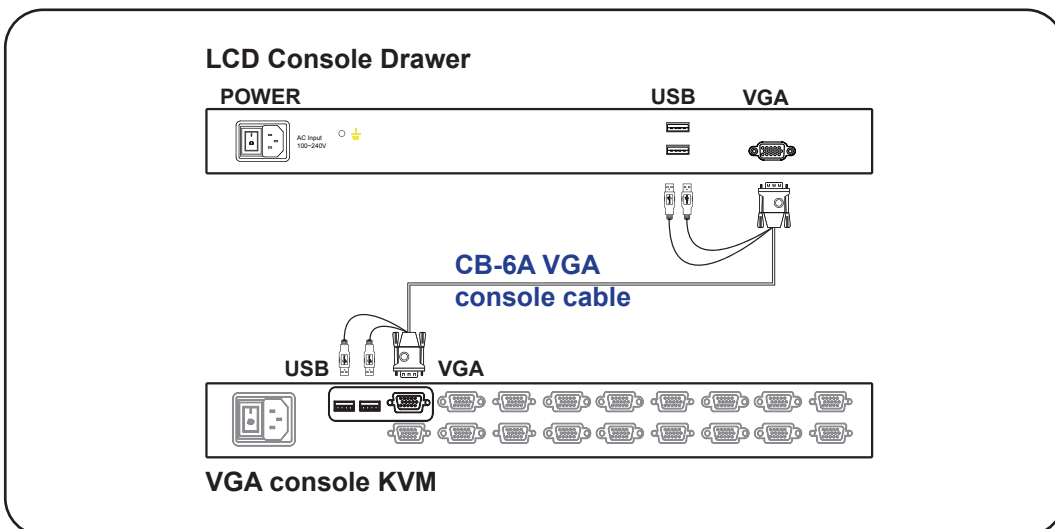 LCD Console Drawer
POWER
USB
VGA
AC Input
100~240V
CB-6A VGA
console cable
USB
VGA
VGA console KVM